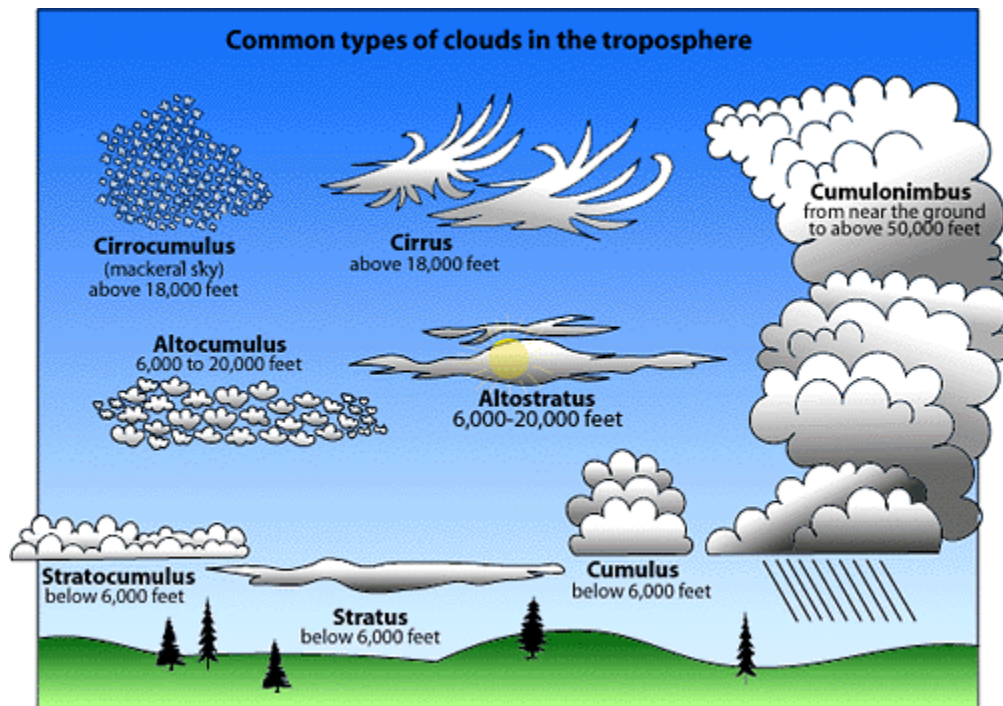 Common types of clouds in the troposphere
Cirrocumulus
(mackeral sky)
above 18,000 feet
Cirrus
above 18,000 feet
Cumulonimbus
from near the ground
to above 50,000 feet
Altocumulus
6,000 to 20,000 feet
Altostratus
6,000-20,000 feet
Stratocumulus
below 6,000 feet
Stratus
below 6,000 feet
Cumulus
below 6,000 feet